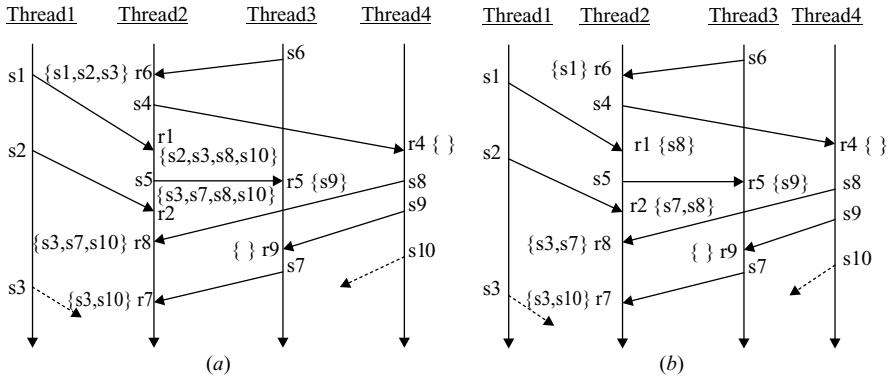 Thread1 Thread2 Thread3 Thread4
s6
s1 {s1,s2,s3} r6
s4
r1
r4 { }
s2 {s2,s3,s8,s10}
s5 r5 {s9} s8
{s3,s7,s8,s10}
r2 s9
{s3,s7,s10} r8
{ } r9
s10
s7
s3 {s3,s10} r7
(a)
Thread1 Thread2 Thread3 Thread4
s6
s1 {s1} r6
s4
r1 {s8} r4 { }
s2
s5 r5 {s9} s8
r2 {s7,s8}
s9
{s3,s7} r8
{ } r9
s10
s7
s3 {s3,s10} r7
(b)